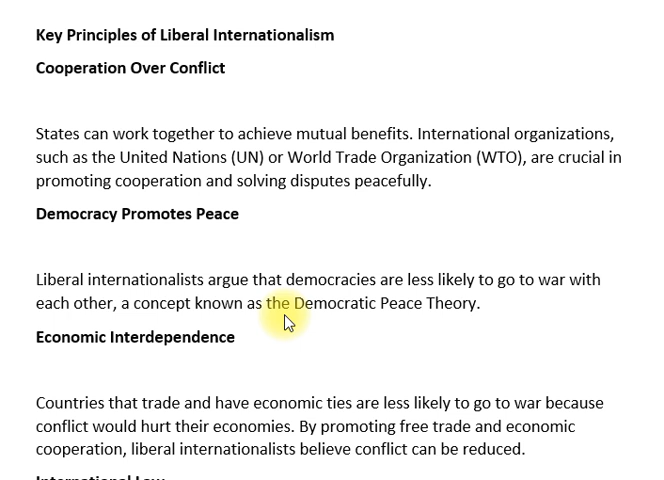 Key Principles of Liberal Internationalism
Cooperation Over Conflict
States can work together to achieve mutual benefits. International organizations,
such as the United Nations (UN) or World Trade Organization (WTO), are crucial in
promoting cooperation and solving disputes peacefully.
Democracy Promotes Peace
Liberal internationalists argue that democracies are less likely to go to war with
each other, a concept known as the Democratic Peace Theory.
Economic Interdependence
Countries that trade and have economic ties are less likely to go to war because
conflict would hurt their economies. By promoting free trade and economic
cooperation, liberal internationalists believe conflict can be reduced.
International Law